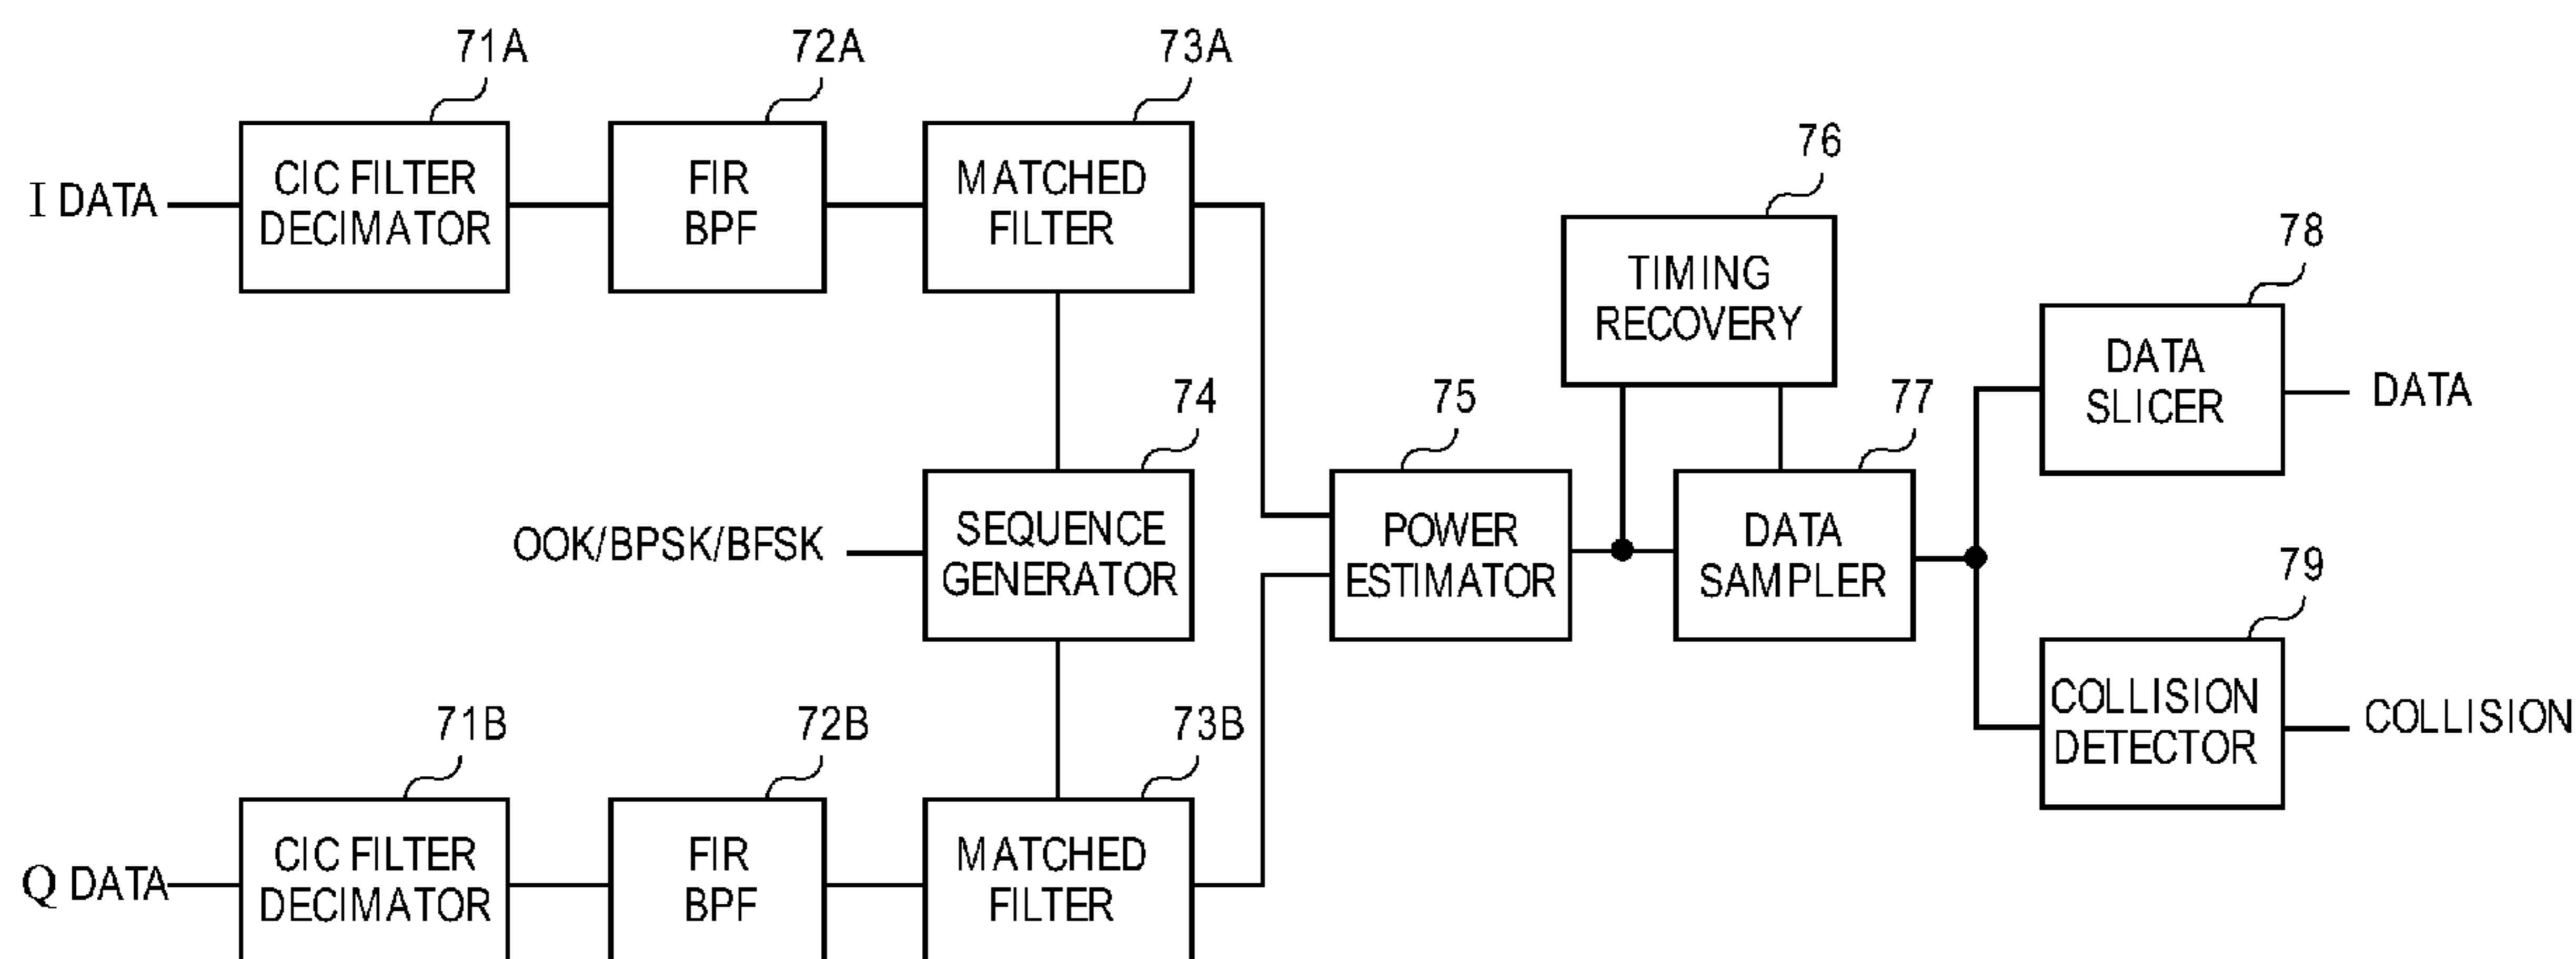 71A
72A
73A
I DATA
CIC FILTER
DECIMATOR
FIR
BPF
MATCHED
FILTER
76
TIMING
RECOVERY
78
DATA
SLICER
DATA
74
75
77
OOK/BPSK/BFSK
SEQUENCE
GENERATOR
POWER
ESTIMATOR
DATA
SAMPLER
79
COLLISION
DETECTOR
COLLISION
71B
72B
73B
Q DATA
CIC FILTER
DECIMATOR
FIR
BPF
MATCHED
FILTER